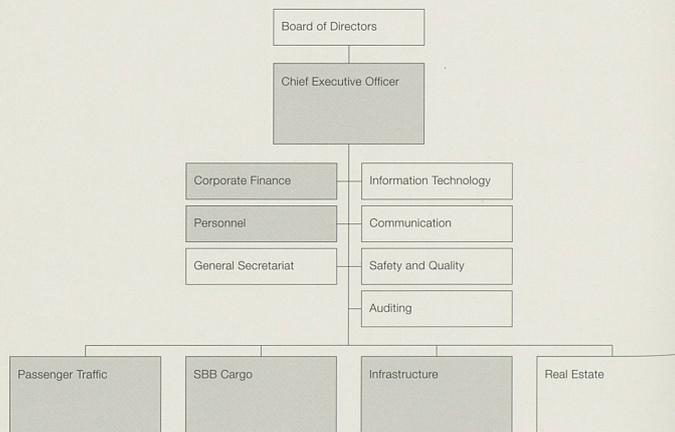 Board of Directors
Chief Executive Officer
Corporate Finance
Information Technology
Personnel
Communication
General Secretariat
Safety and Quality
Auditing
Passenger Traffic
SBB Cargo
Infrastructure
Real Estate